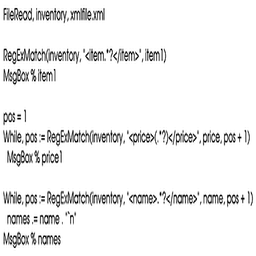 FileRead, inventory, xmlfile.xml
RegExMatch(inventory, "<item.*?</item>", item1)
MsgBox % item1
pos = 1
While, pos := RegExMatch(inventory, "<price>(.*?)</price>", price, pos + 1)
MsgBox % price1
While, pos := RegExMatch(inventory, "<name>.*?</name>", name, pos + 1)
names .= name . "`n"
MsgBox % names